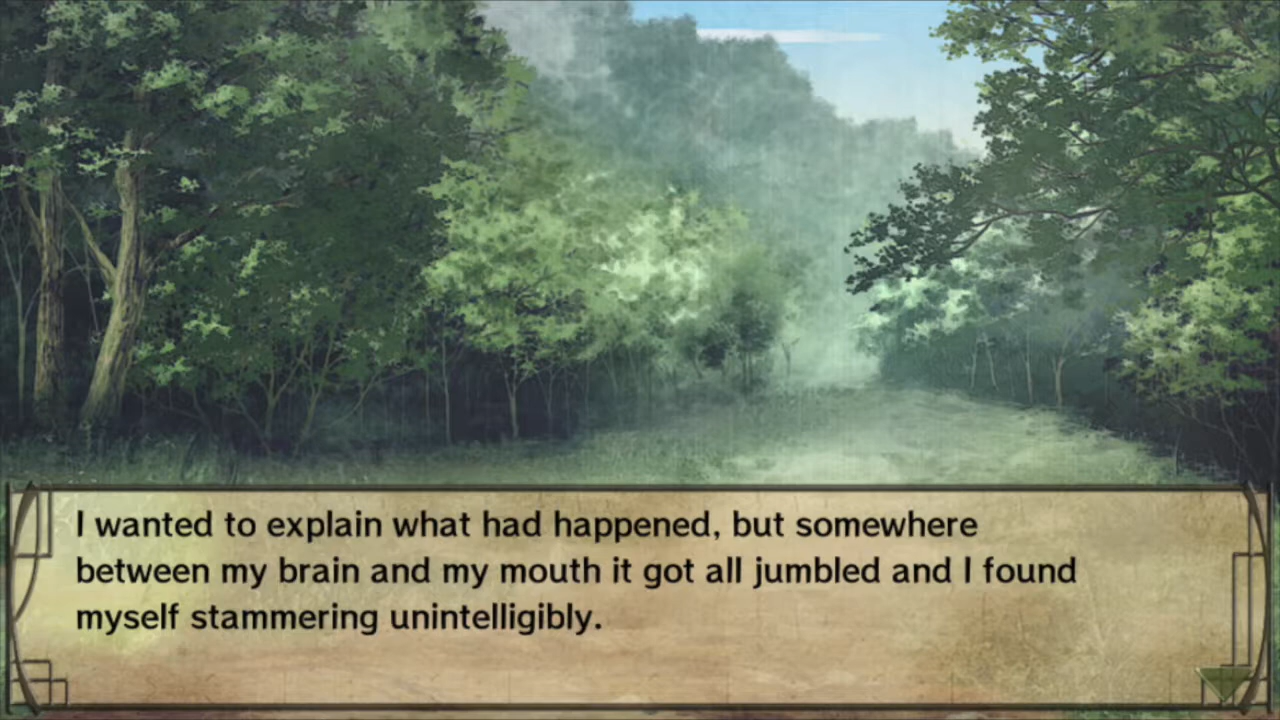 I wanted to explain what had happened, but somewhere
between my brain and my mouth it got all jumbled and I found
myself stammering unintelligibly.